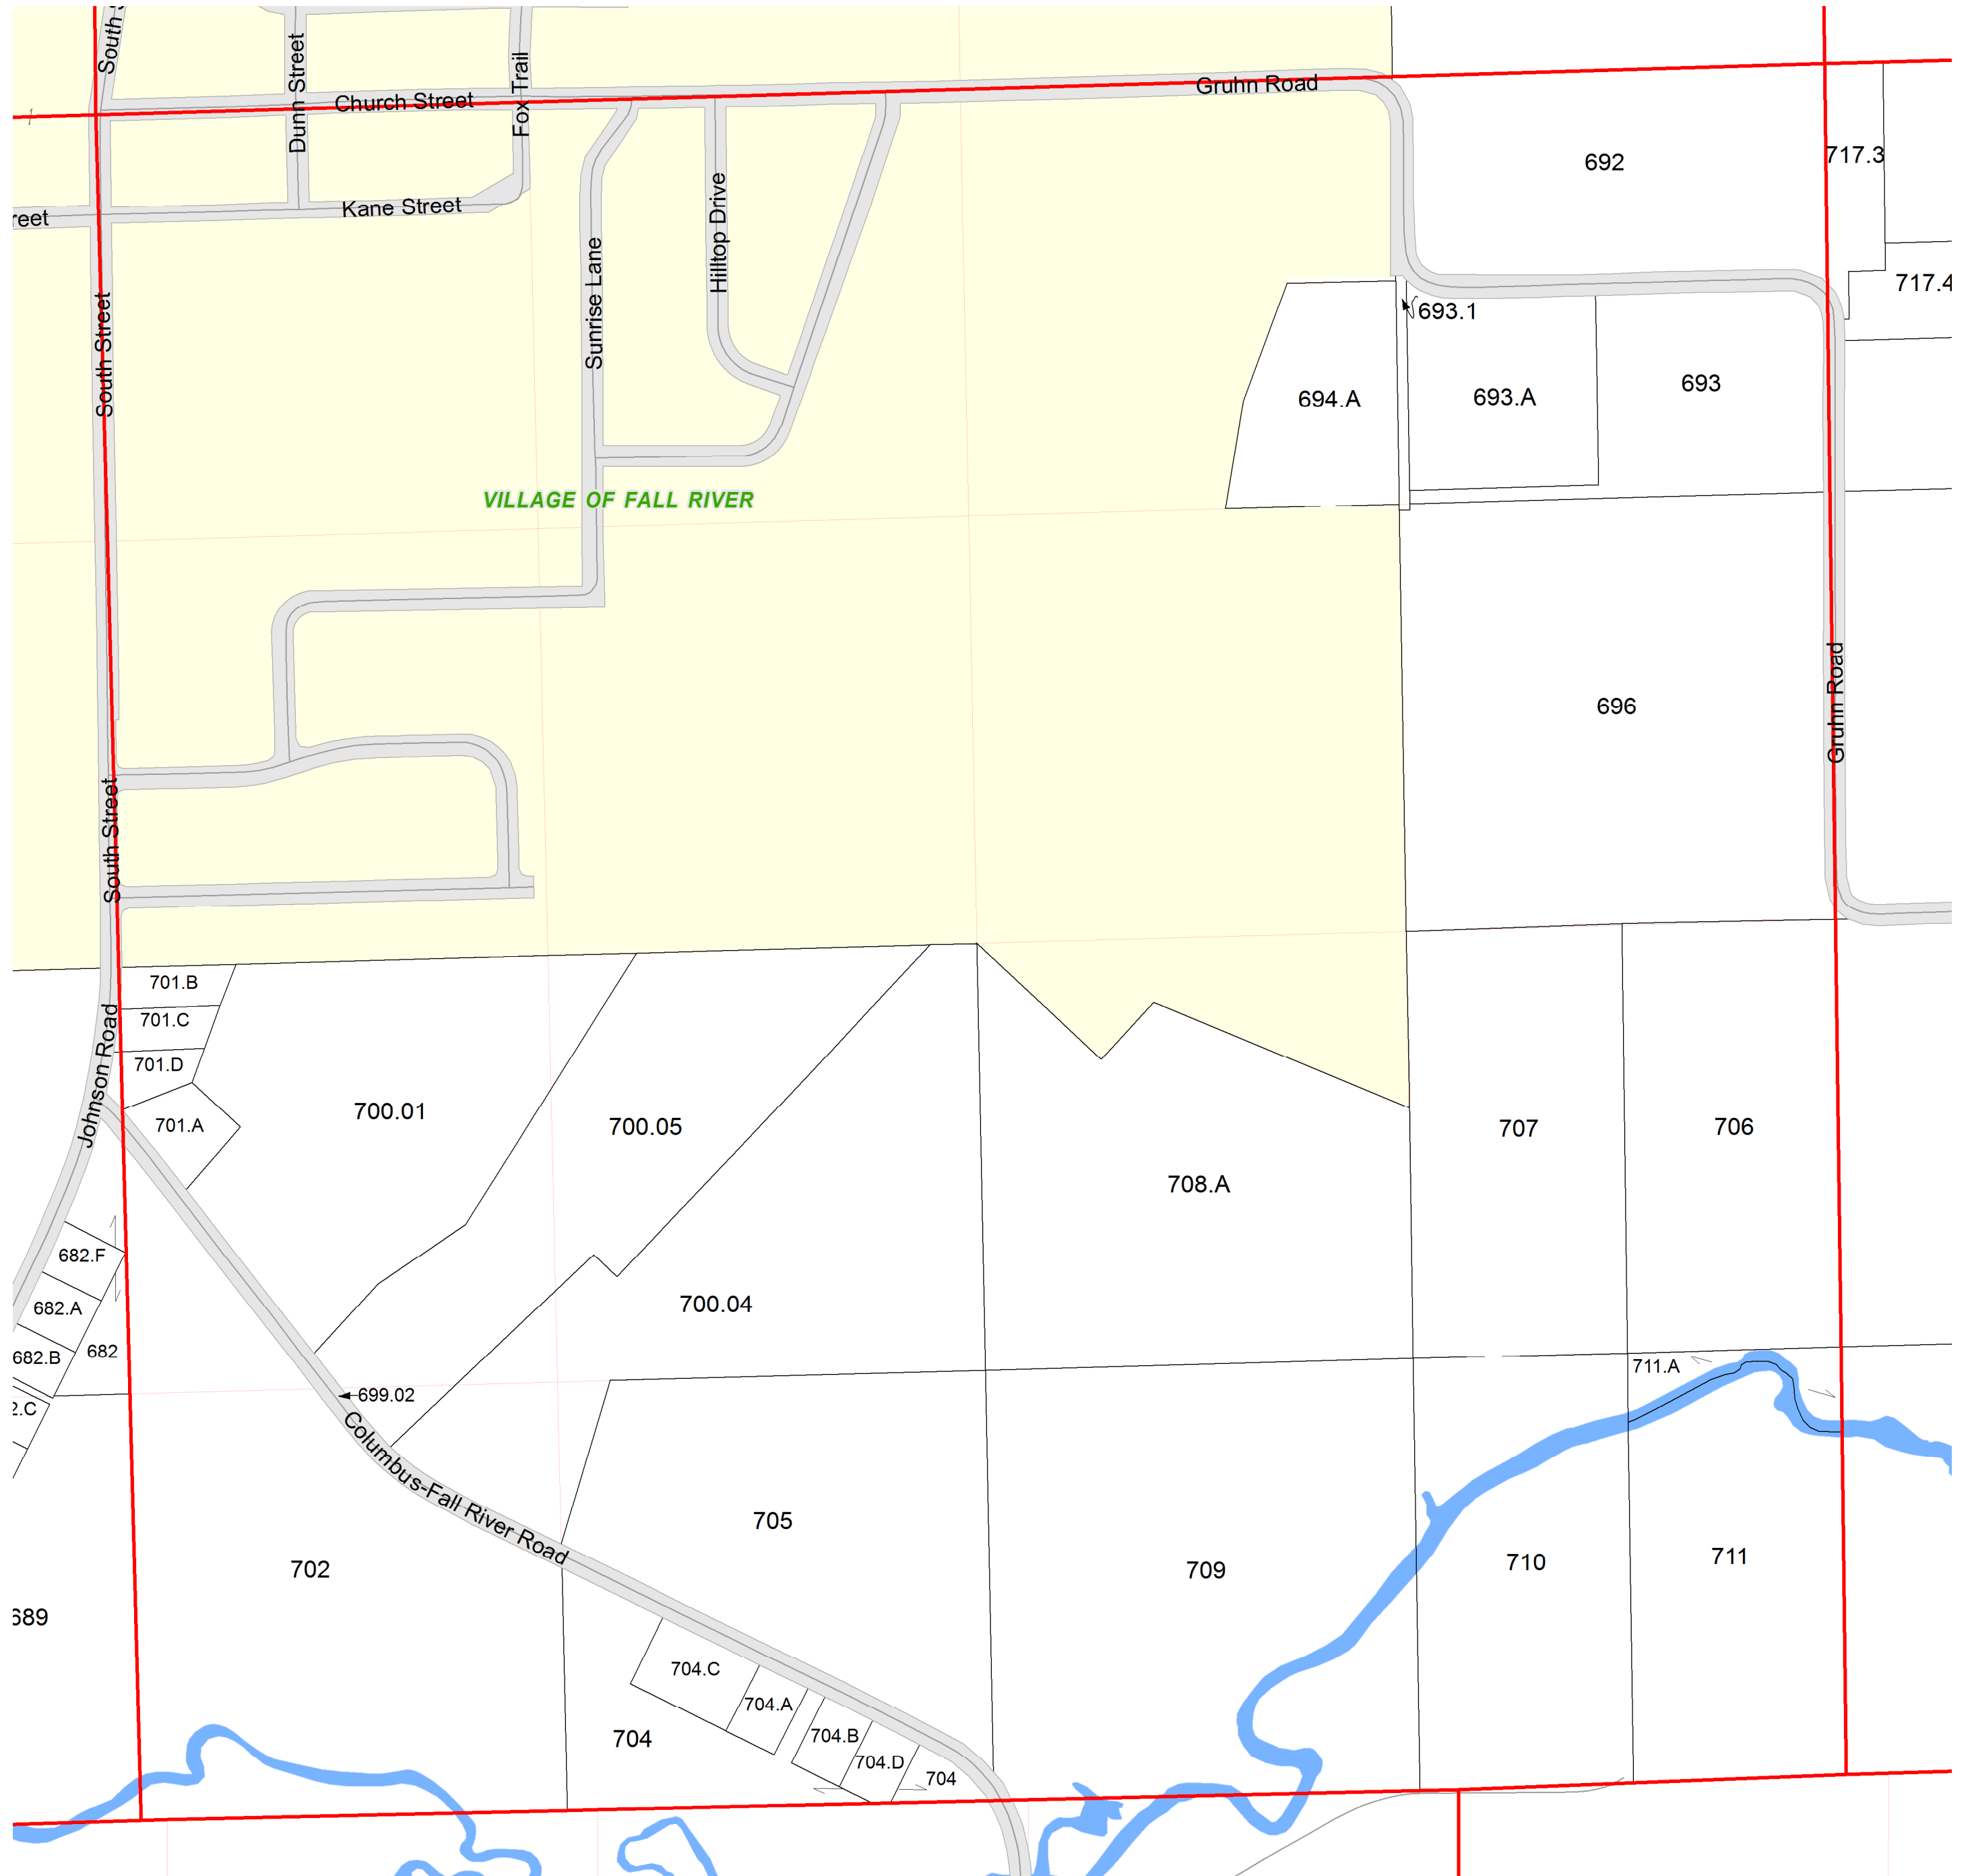 South S
Dunn Street
Fox Trail
Church Street
Gruhn Road
692
717.3
Kane Street
reet
Hilltop Drive
Sunrise Lane
South Street
717.4
693.1
694.A
693.A
693
VILLAGE OF FALL RIVER
696
Gruhn Road
South Street
701.B
701.C
701.D
Johnson Road
701.A
700.01
700.05
707
706
708.A
682.F
682.A
682.B
682
700.04
711.A
699.02
2.C
Columbus-Fall River Road
705
702
709
710
711
689
704.C
704.A
704
704.B
704.D
704